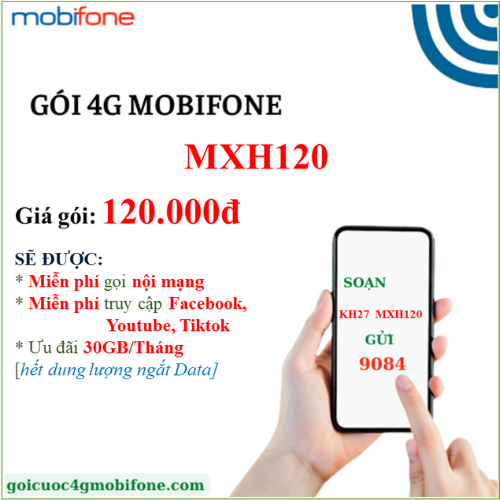 mobifone
GÓI 4G MOBIFONE
MXH120
Giá gói: 120.000đ
SẼ ĐƯỢC:
* Miễn phí gọi nội mạng
* Miễn phí truy cập Facebook,
Youtube, Tiktok
* Ưu đãi 30GB/Tháng
[hết dung lượng ngắt Data]
SOẠN
KH27 MXH120
GỬI
9084
goicuoc4gmobifone.com